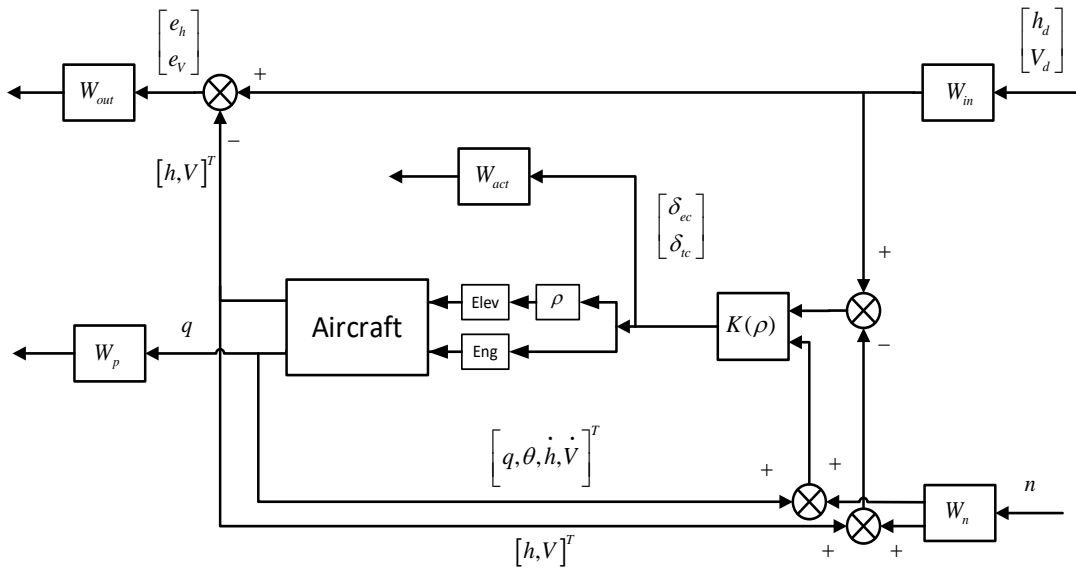 [e_h
e_V]
[h_d
V_d]
W_out
+
W_in
−
[h,V]^T
W_act
[δ_ec
δ_tc]
+
Elev
ρ
Aircraft
K(ρ)
q
Eng
−
W_p
[q,θ,ḣ,V̇]^T
+
+
+
n
W_n
+
+
[h,V]^T